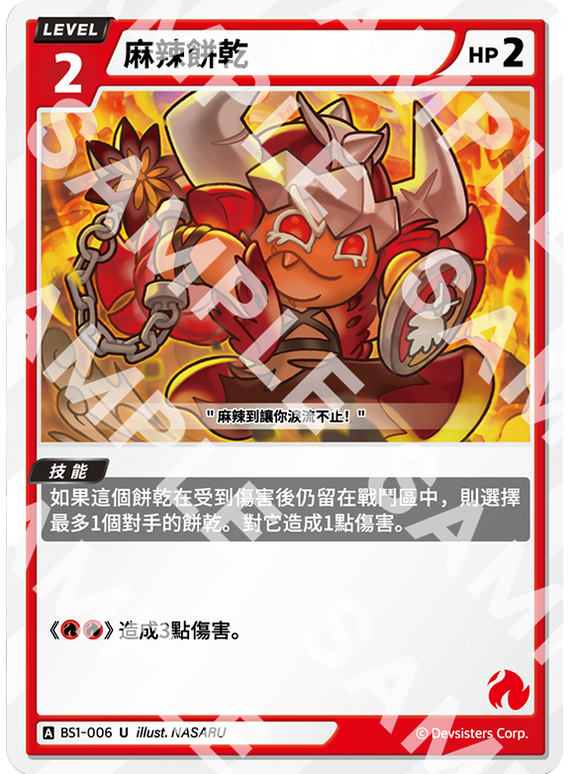 LEVEL
2
麻辣餅乾
HP 2
"麻辣到讓你淚流不止！"
技能
如果這個餅乾在受到傷害後仍留在戰鬥區中，則選擇
最多1個對手的餅乾。對它造成1點傷害。
《》造成3點傷害。
A BS1-006 U illust. NASARU
© Devsisters Corp.
SAMPLE